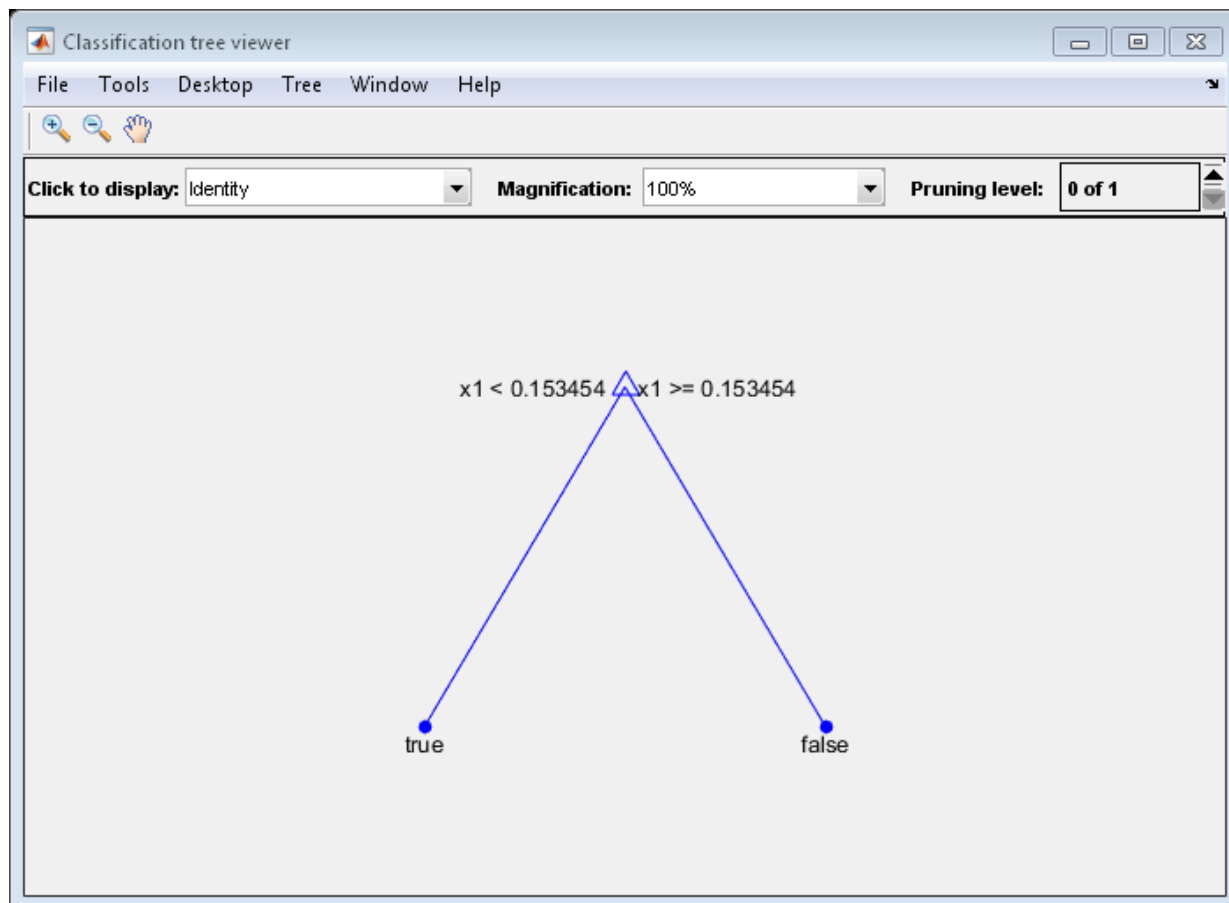 Classification tree viewer
File Tools Desktop Tree Window Help
Click to display: Identity Magnification: 100% Pruning level: 0 of 1
x1 < 0.153454 x1 >= 0.153454
true false